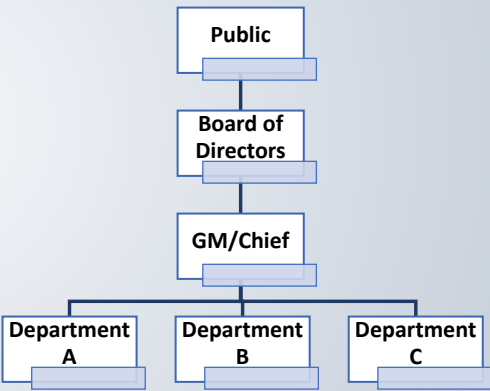 Public
Board of
Directors
GM/Chief
Department
A
Department
B
Department
C